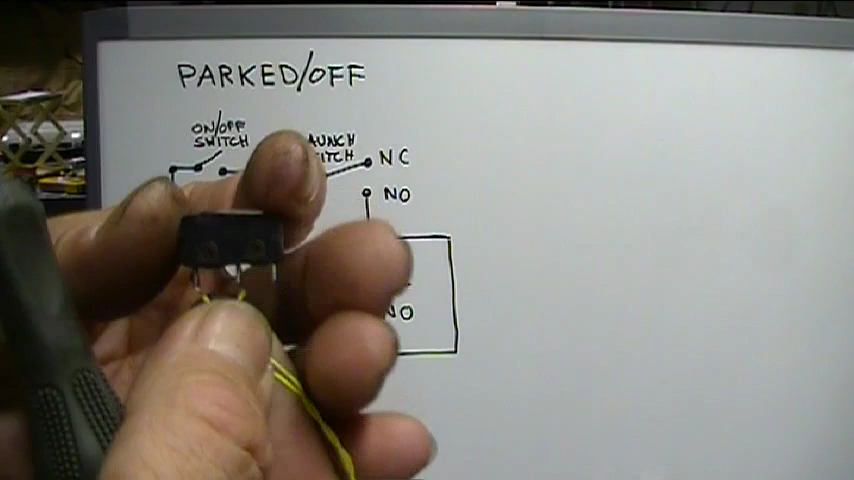 PARKED/OFF
ON/OFF
SWITCH
NC
NO
NO